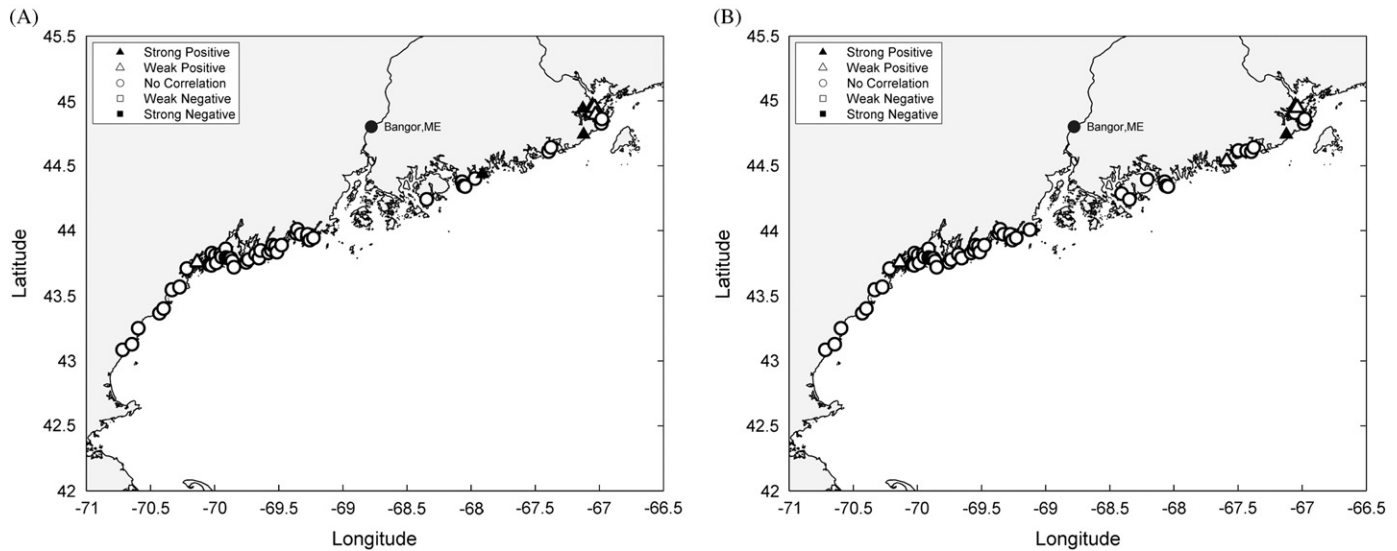 (A)
45.5
45
44.5
44
43.5
43
42.5
42
Latitude
Strong Positive
Weak Positive
No Correlation
Weak Negative
Strong Negative
Bangor,ME
-71 -70.5 -70 -69.5 -69 -68.5 -68 -67.5 -67 -66.5
Longitude
(B)
45.5
45
44.5
44
43.5
43
42.5
42
Latitude
Strong Positive
Weak Positive
No Correlation
Weak Negative
Strong Negative
Bangor,ME
-71 -70.5 -70 -69.5 -69 -68.5 -68 -67.5 -67 -66.5
Longitude